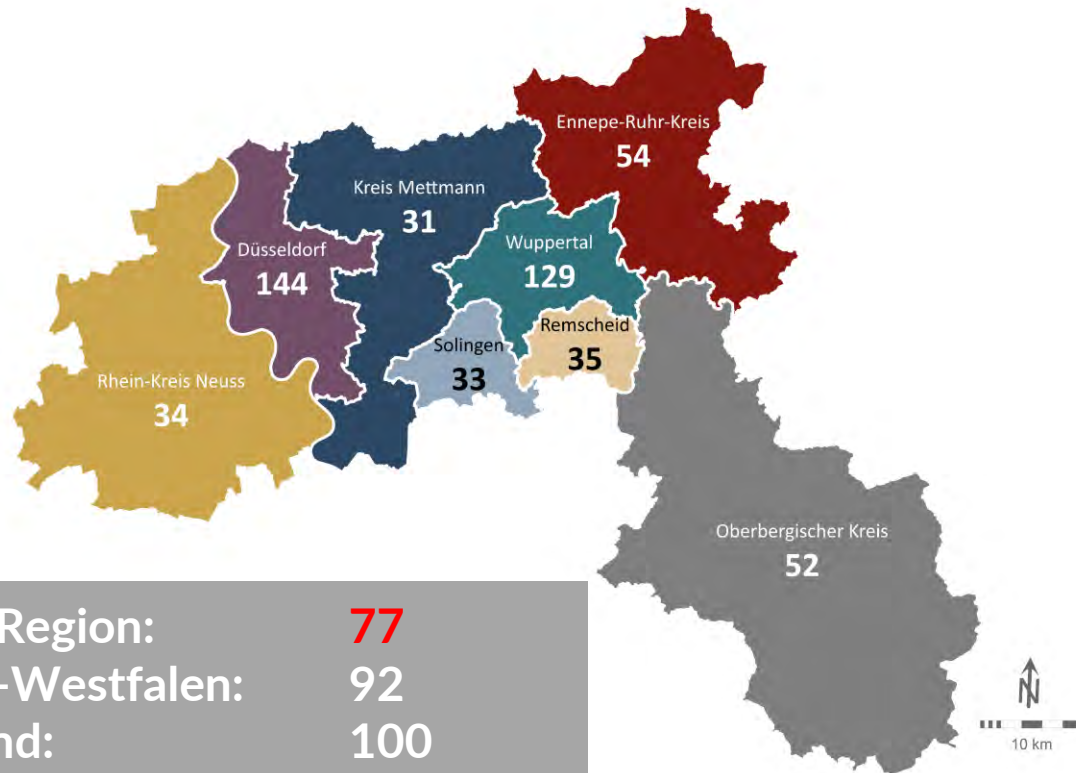 Ennepe-Ruhr-Kreis
54
Kreis Mettmann
31
Düsseldorf
144
Wuppertal
129
Remscheid
35
Solingen
33
Rhein-Kreis Neuss
34
Oberbergischer Kreis
52
Region: 77
-Westfalen: 92
nd: 100
N
10 km